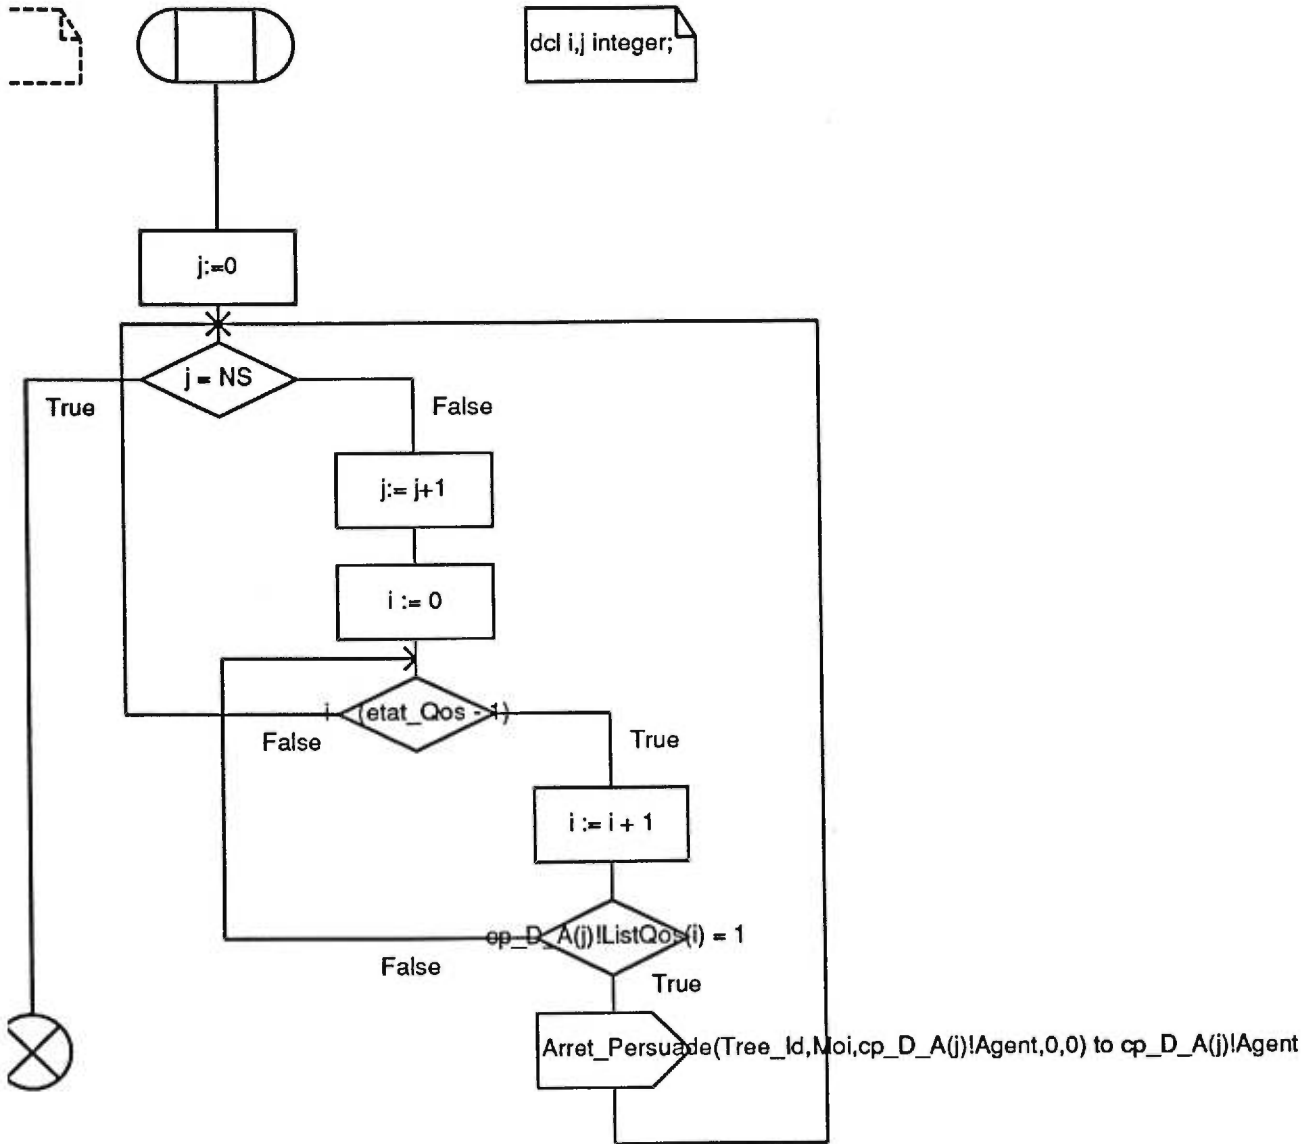 dcl i,j integer;
j:=0
j = NS
True
False
j:= j+1
i := 0
i (etat_Qos - 1)
False
True
i := i + 1
cp_D_A(j)!ListQos(i) = 1
False
True
Arret_Persuade(Tree_Id,Moi,cp_D_A(j)!Agent,0,0) to cp_D_A(j)!Agent